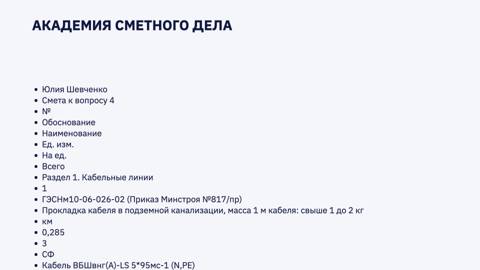 АКАДЕМИЯ СМЕТНОГО ДЕЛА
• Юлия Шевченко
• Смета к вопросу 4
• №
• Обоснование
• Наименование
• Ед. изм.
• На ед.
• Всего
• Раздел 1. Кабельные линии
• 1
• ГЭСНм10-06-026-02 (Приказ Минстроя №817/пр)
• Прокладка кабеля в подземной канализации, масса 1 м кабеля: свыше 1 до 2 кг
• км
• 0,285
• 3
• СФ
• Кабель ВБШвнг(А)-LS 5*95мс-1 (N,PE)